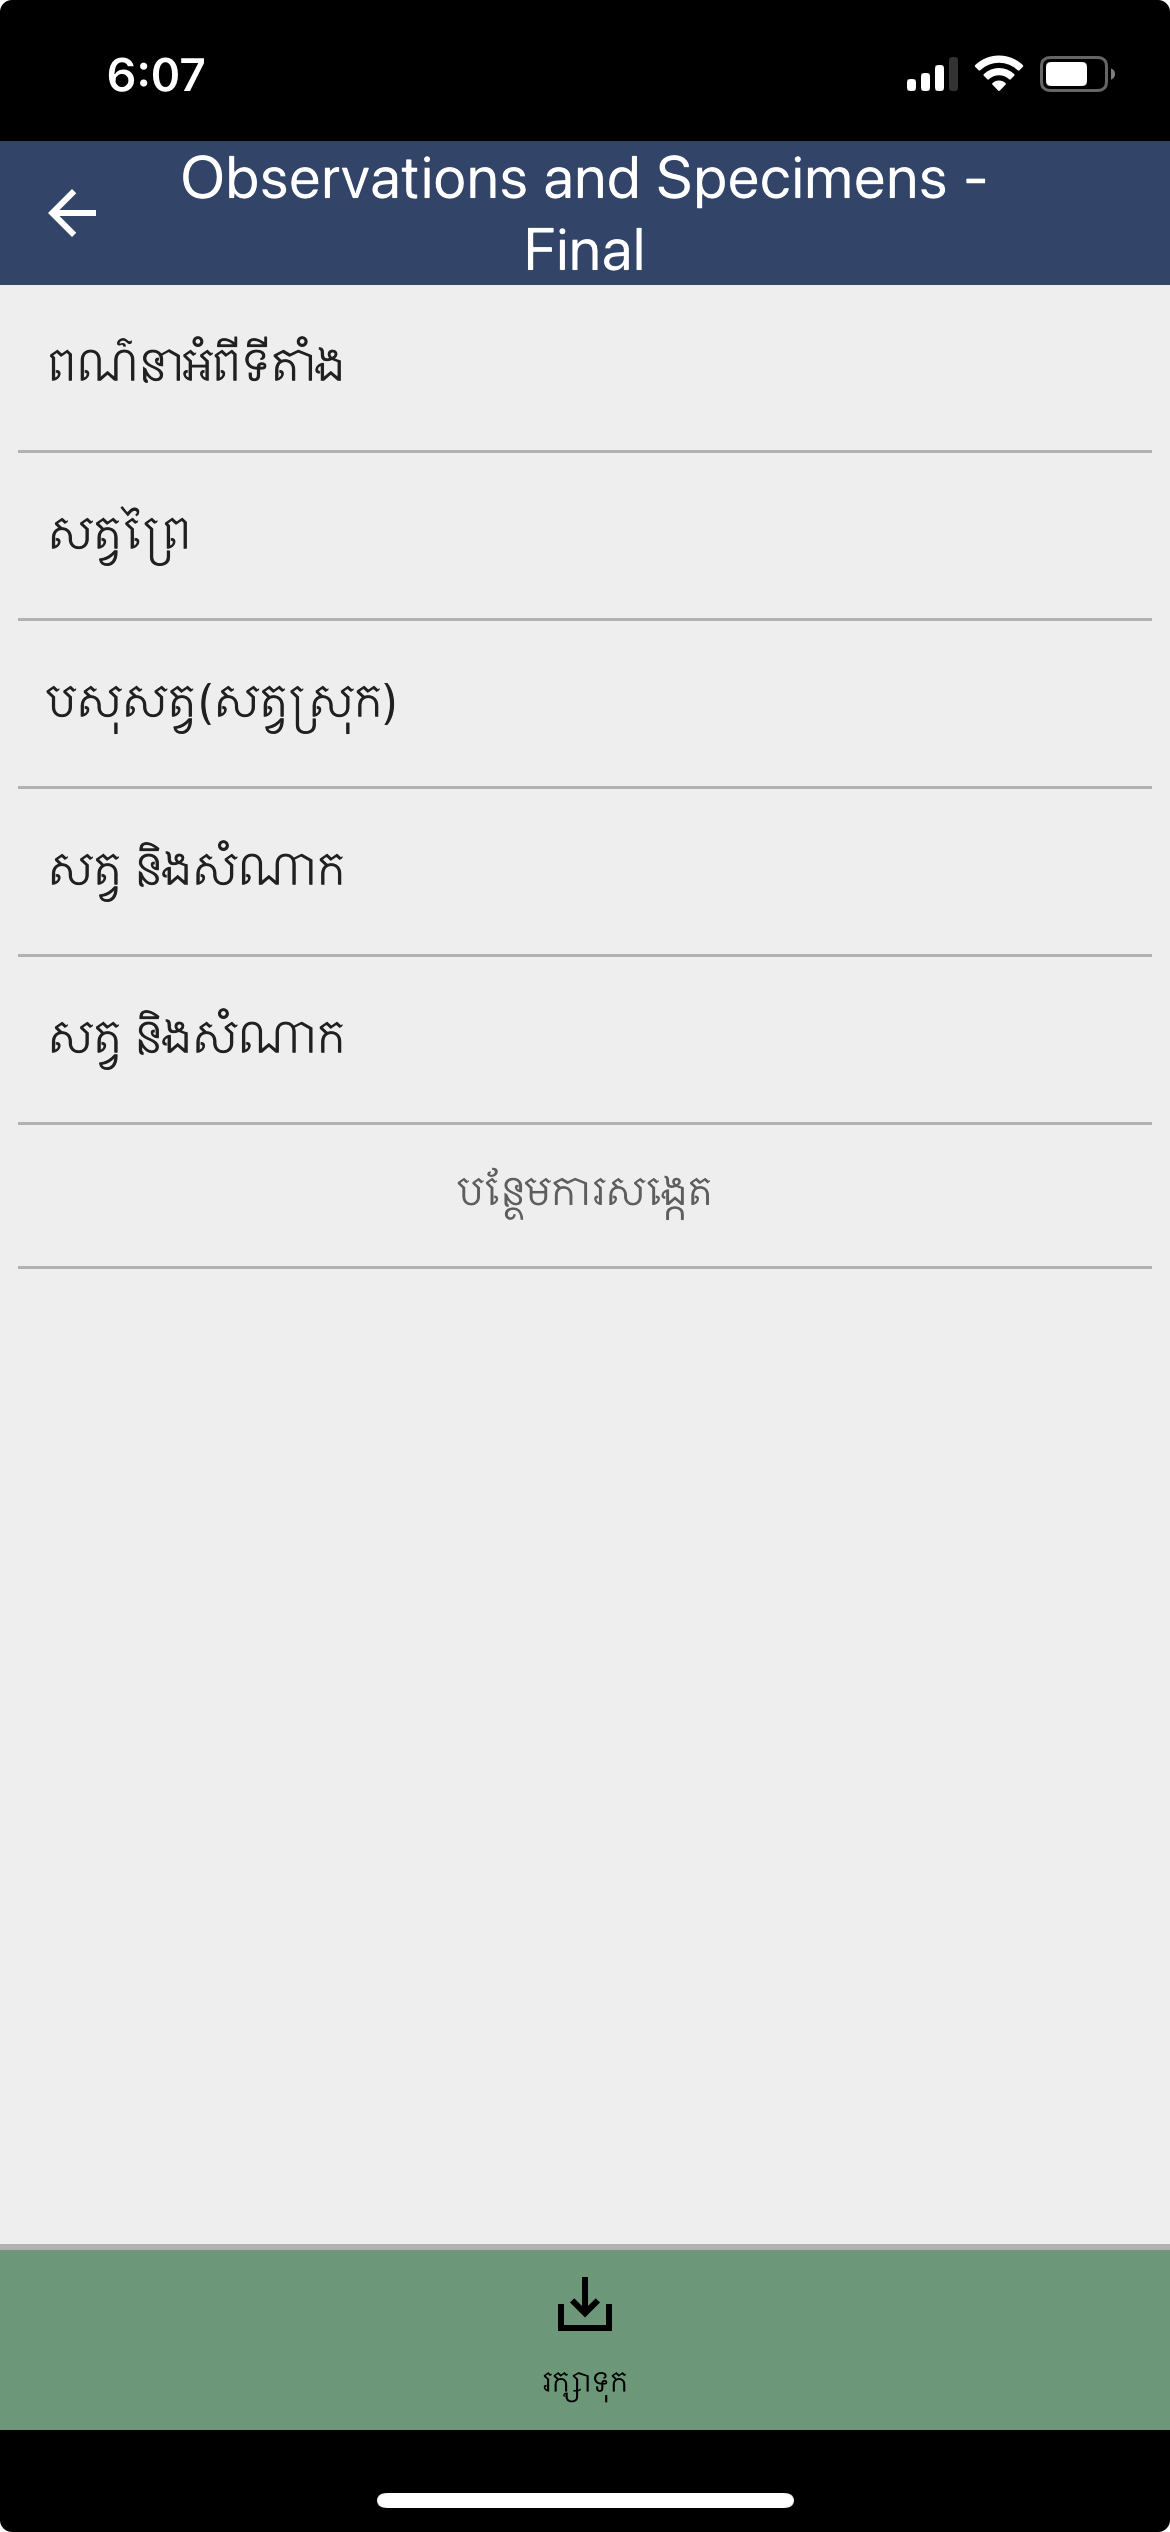 6:07
Observations and Specimens -
Final
ពណ៌នាអំពីទីតាំង
សត្វព្រៃ
បសុសត្វ(សត្វស្រុក)
សត្វ និងសំណាក
សត្វ និងសំណាក
បន្ថែមការសង្កេត
រក្សាទុក